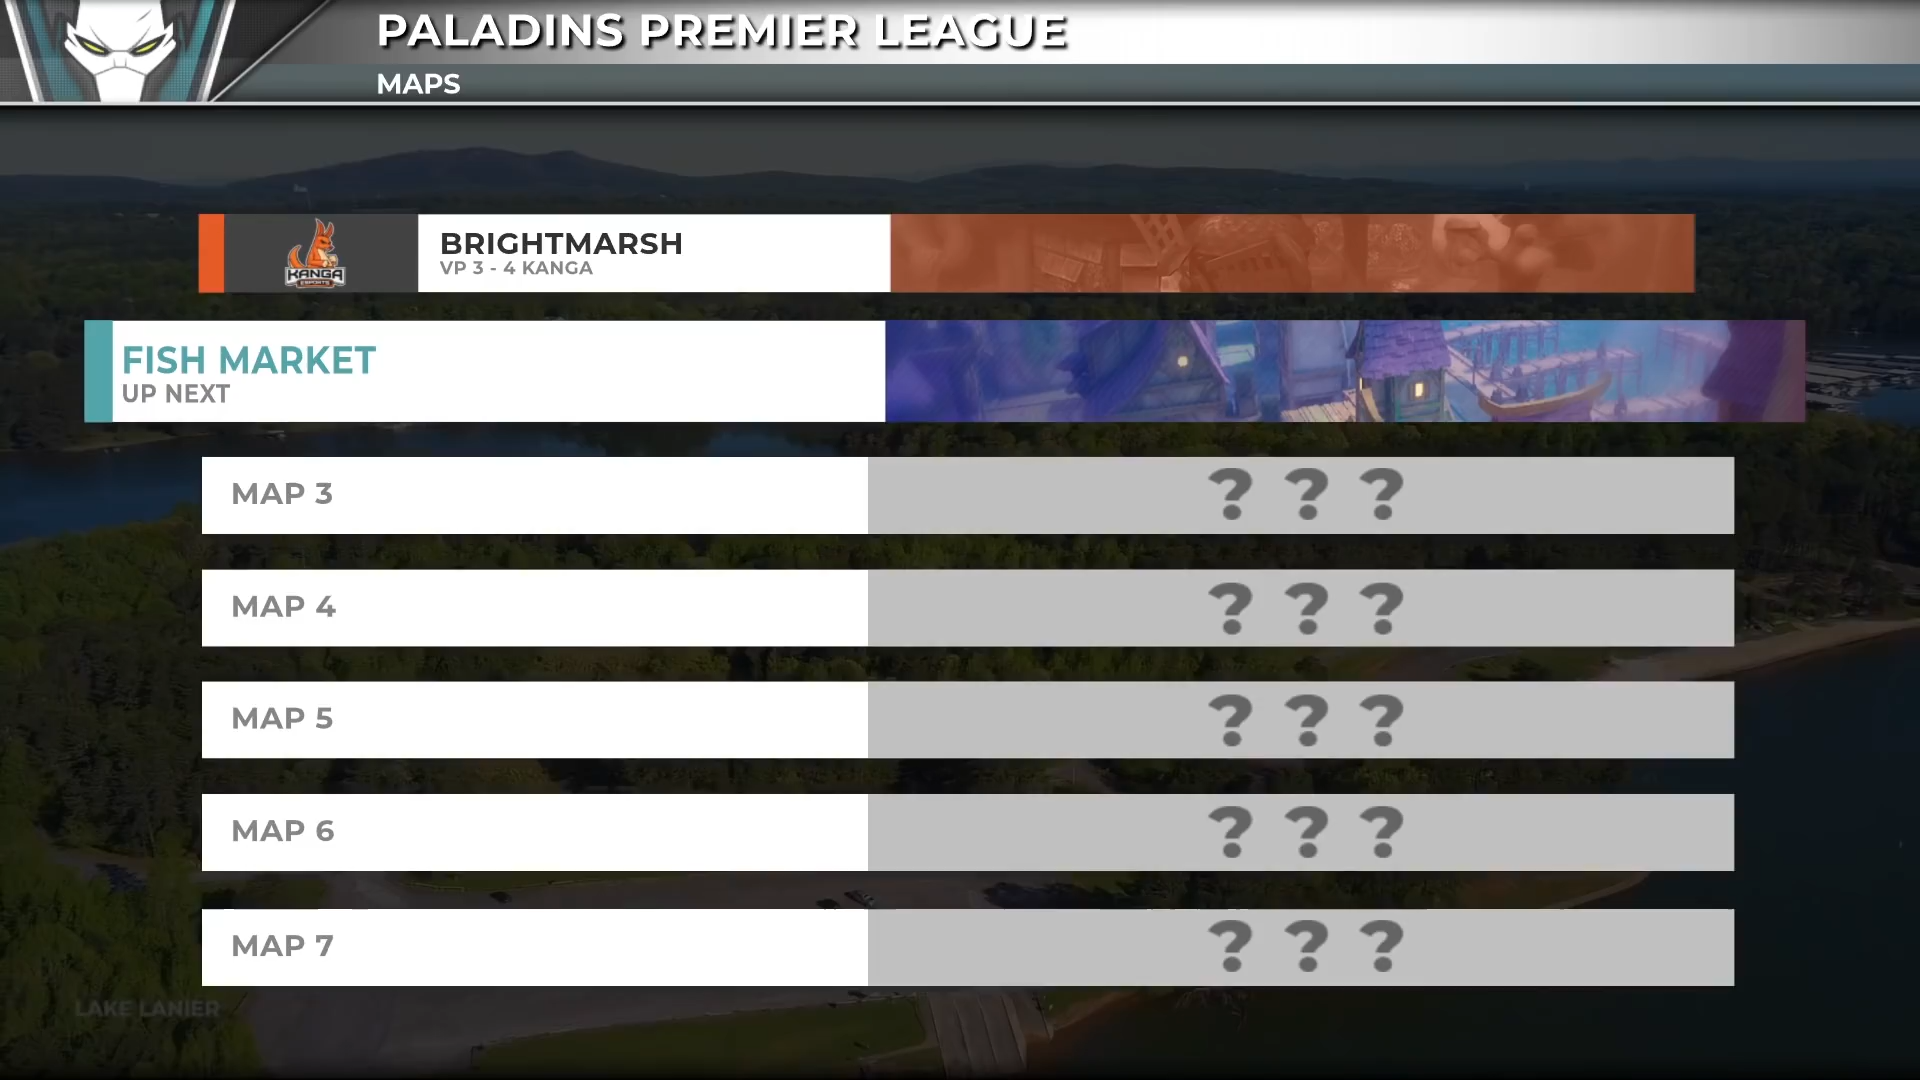 PALADINS PREMIER LEAGUE
MAPS
KANGA
ESPORTS
BRIGHTMARSH
VP 3 - 4 KANGA
FISH MARKET
UP NEXT
MAP 3
? ? ?
MAP 4
? ? ?
MAP 5
? ? ?
MAP 6
? ? ?
MAP 7
? ? ?
LAKE LANIER